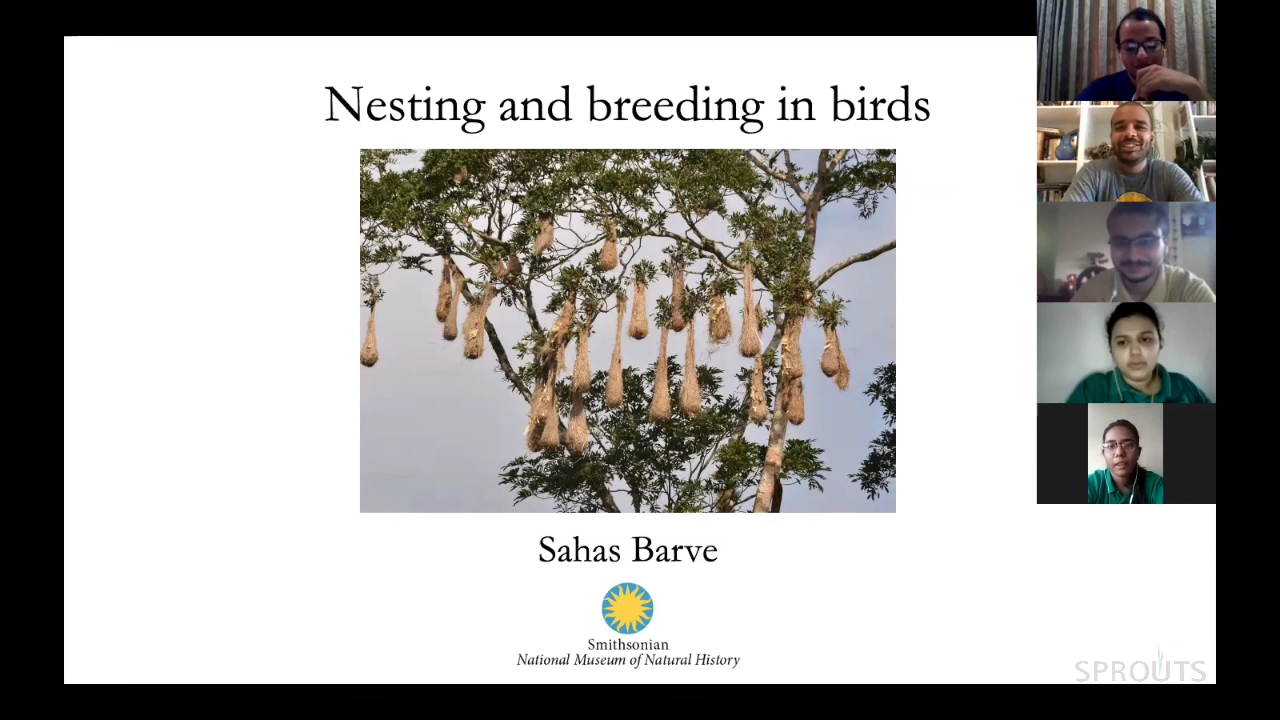 Nesting and breeding in birds
Sahas Barve
Smithsonian
National Museum of Natural History
SPROUTS